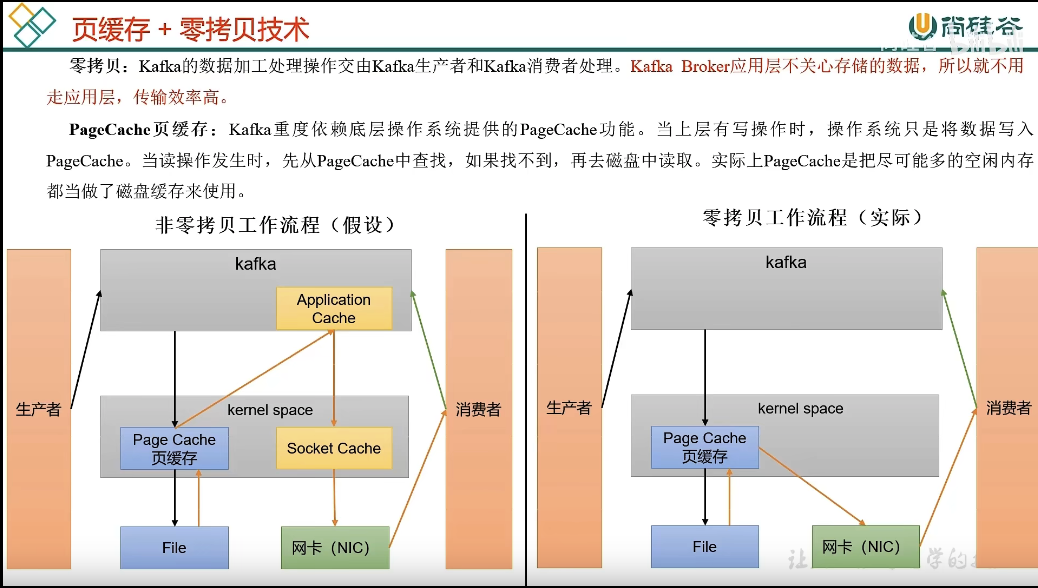 页缓存 + 零拷贝技术
尚硅谷
零拷贝：Kafka的数据加工处理操作交由Kafka生产者和Kafka消费者处理。Kafka Broker应用层不关心存储的数据，所以就不用
走应用层，传输效率高。
PageCache页缓存：Kafka重度依赖底层操作系统提供的PageCache功能。当上层有写操作时，操作系统只是将数据写入
PageCache。当读操作发生时，先从PageCache中查找，如果找不到，再去磁盘中读取。实际上PageCache是把尽可能多的空闲内存
都当做了磁盘缓存来使用。
非零拷贝工作流程（假设）
kafka
Application
Cache
生产者
kernel space
消费者
Page Cache
页缓存
Socket Cache
File
网卡（NIC）
零拷贝工作流程（实际）
kafka
生产者
kernel space
消费者
Page Cache
页缓存
File
网卡（NIC）
让
学的